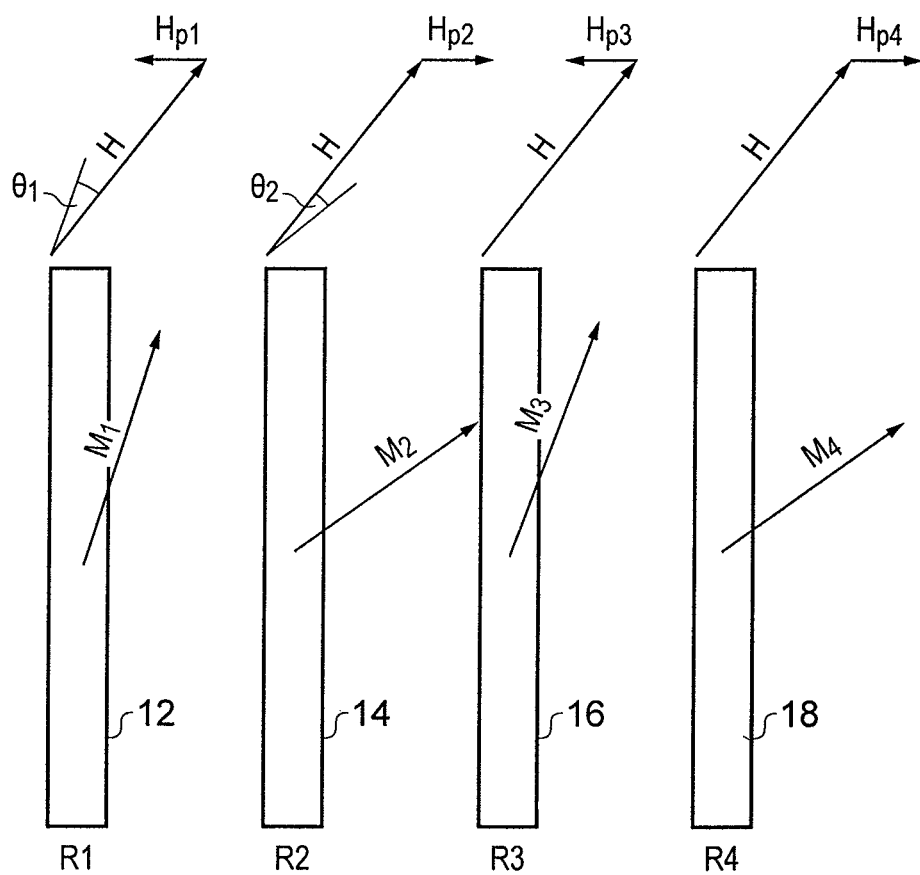 Hp1 Hp2 Hp3 Hp4
H H H H
θ1 θ2
M1 M2 M3 M4
12 14 16 18
R1 R2 R3 R4